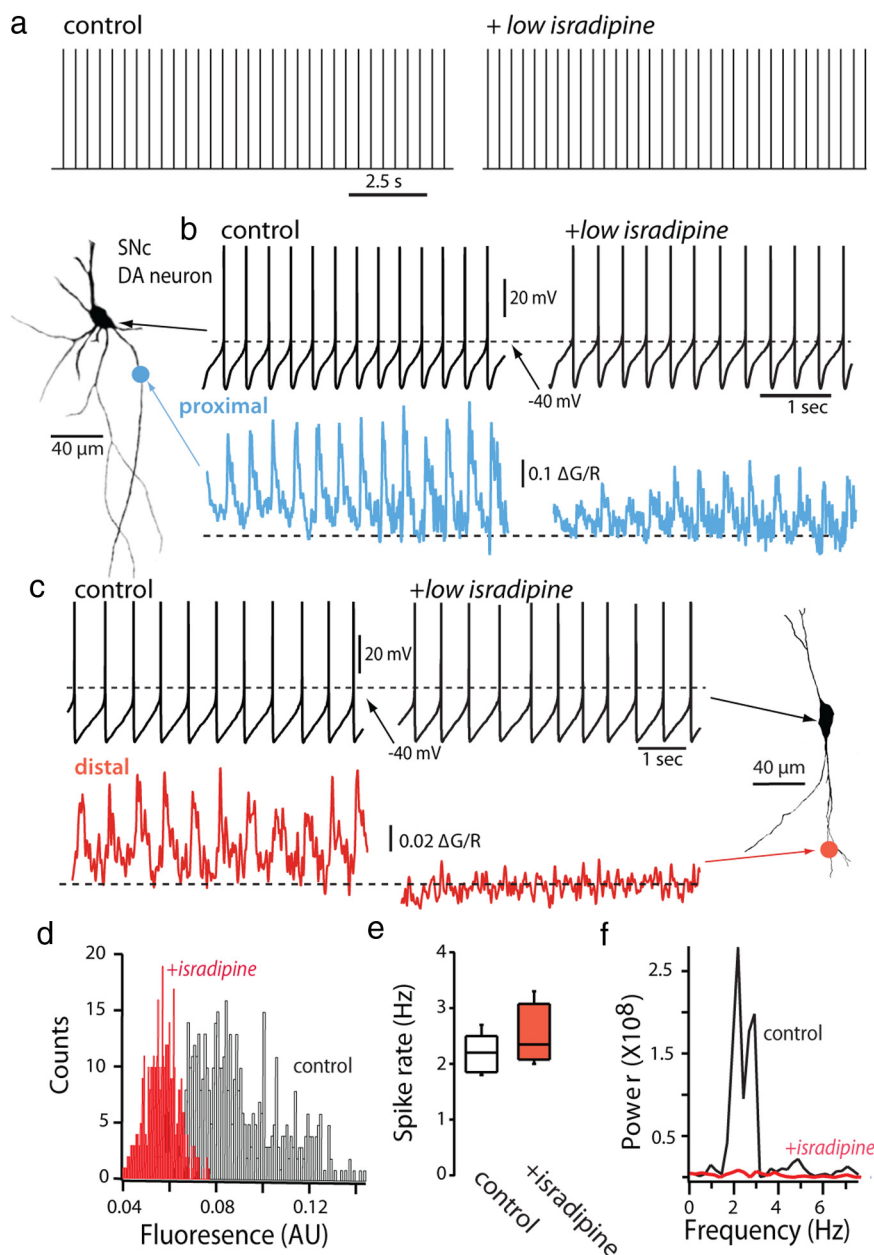 a
control
+ low isradipine
2.5 s
b
SNc
DA neuron
control
+low isradipine
20 mV
-40 mV
1 sec
proximal
40 µm
0.1 ΔG/R
c
control
+low isradipine
20 mV
-40 mV
1 sec
distal
40 µm
0.02 ΔG/R
d
20
15
10
5
0
Counts
+isradipine
control
0.04
0.08
0.12
Fluoresence (AU)
e
4
3
2
1
0
Spike rate (Hz)
control
+isradipine
f
2.5
1.5
0.5
Power (X10⁸)
control
+isradipine
0
2
4
6
Frequency (Hz)